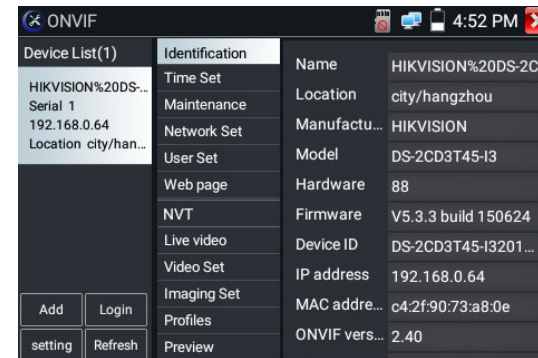 ONVIF
4:52 PM
Device List(1)
HIKVISION%20DS-...
Serial 1
192.168.0.64
Location city/han...
Add
Login
setting
Refresh
Identification
Time Set
Maintenance
Network Set
User Set
Web page
NVT
Live video
Video Set
Imaging Set
Profiles
Preview
Name HIKVISION%20DS-2C
Location city/hangzhou
Manufactu... HIKVISION
Model DS-2CD3T45-I3
Hardware 88
Firmware V5.3.3 build 150624
Device ID DS-2CD3T45-I3201...
IP address 192.168.0.64
MAC addre... c4:2f:90:73:a8:0e
ONVIF vers... 2.40